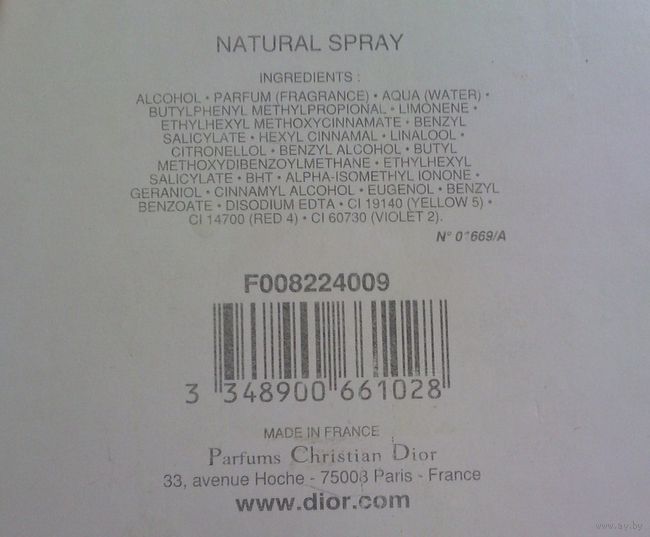 NATURAL SPRAY
INGREDIENTS :
ALCOHOL • PARFUM (FRAGRANCE) • AQUA (WATER) •
BUTYLPHENYL METHYLPROPIONAL • LIMONENE •
ETHYLHEXYL METHOXYCINNAMATE • BENZYL
SALICYLATE • HEXYL CINNAMAL • LINALOOL •
CITRONELLOL • BENZYL ALCOHOL • BUTYL
METHOXYDIBENZOYLMETHANE • ETHYLHEXYL
SALICYLATE • BHT • ALPHA-ISOMETHYL IONONE •
GERANIOL • CINNAMYL ALCOHOL • EUGENOL • BENZYL
BENZOATE • DISODIUM EDTA • CI 19140 (YELLOW 5) •
CI 14700 (RED 4) • CI 60730 (VIOLET 2).
N°
F008224009
3 348900 661028
MADE IN FRANCE
Parfums Christian Dior
33, avenue Hoche - 75008 Paris - France
www.dior.com
www.ay.by